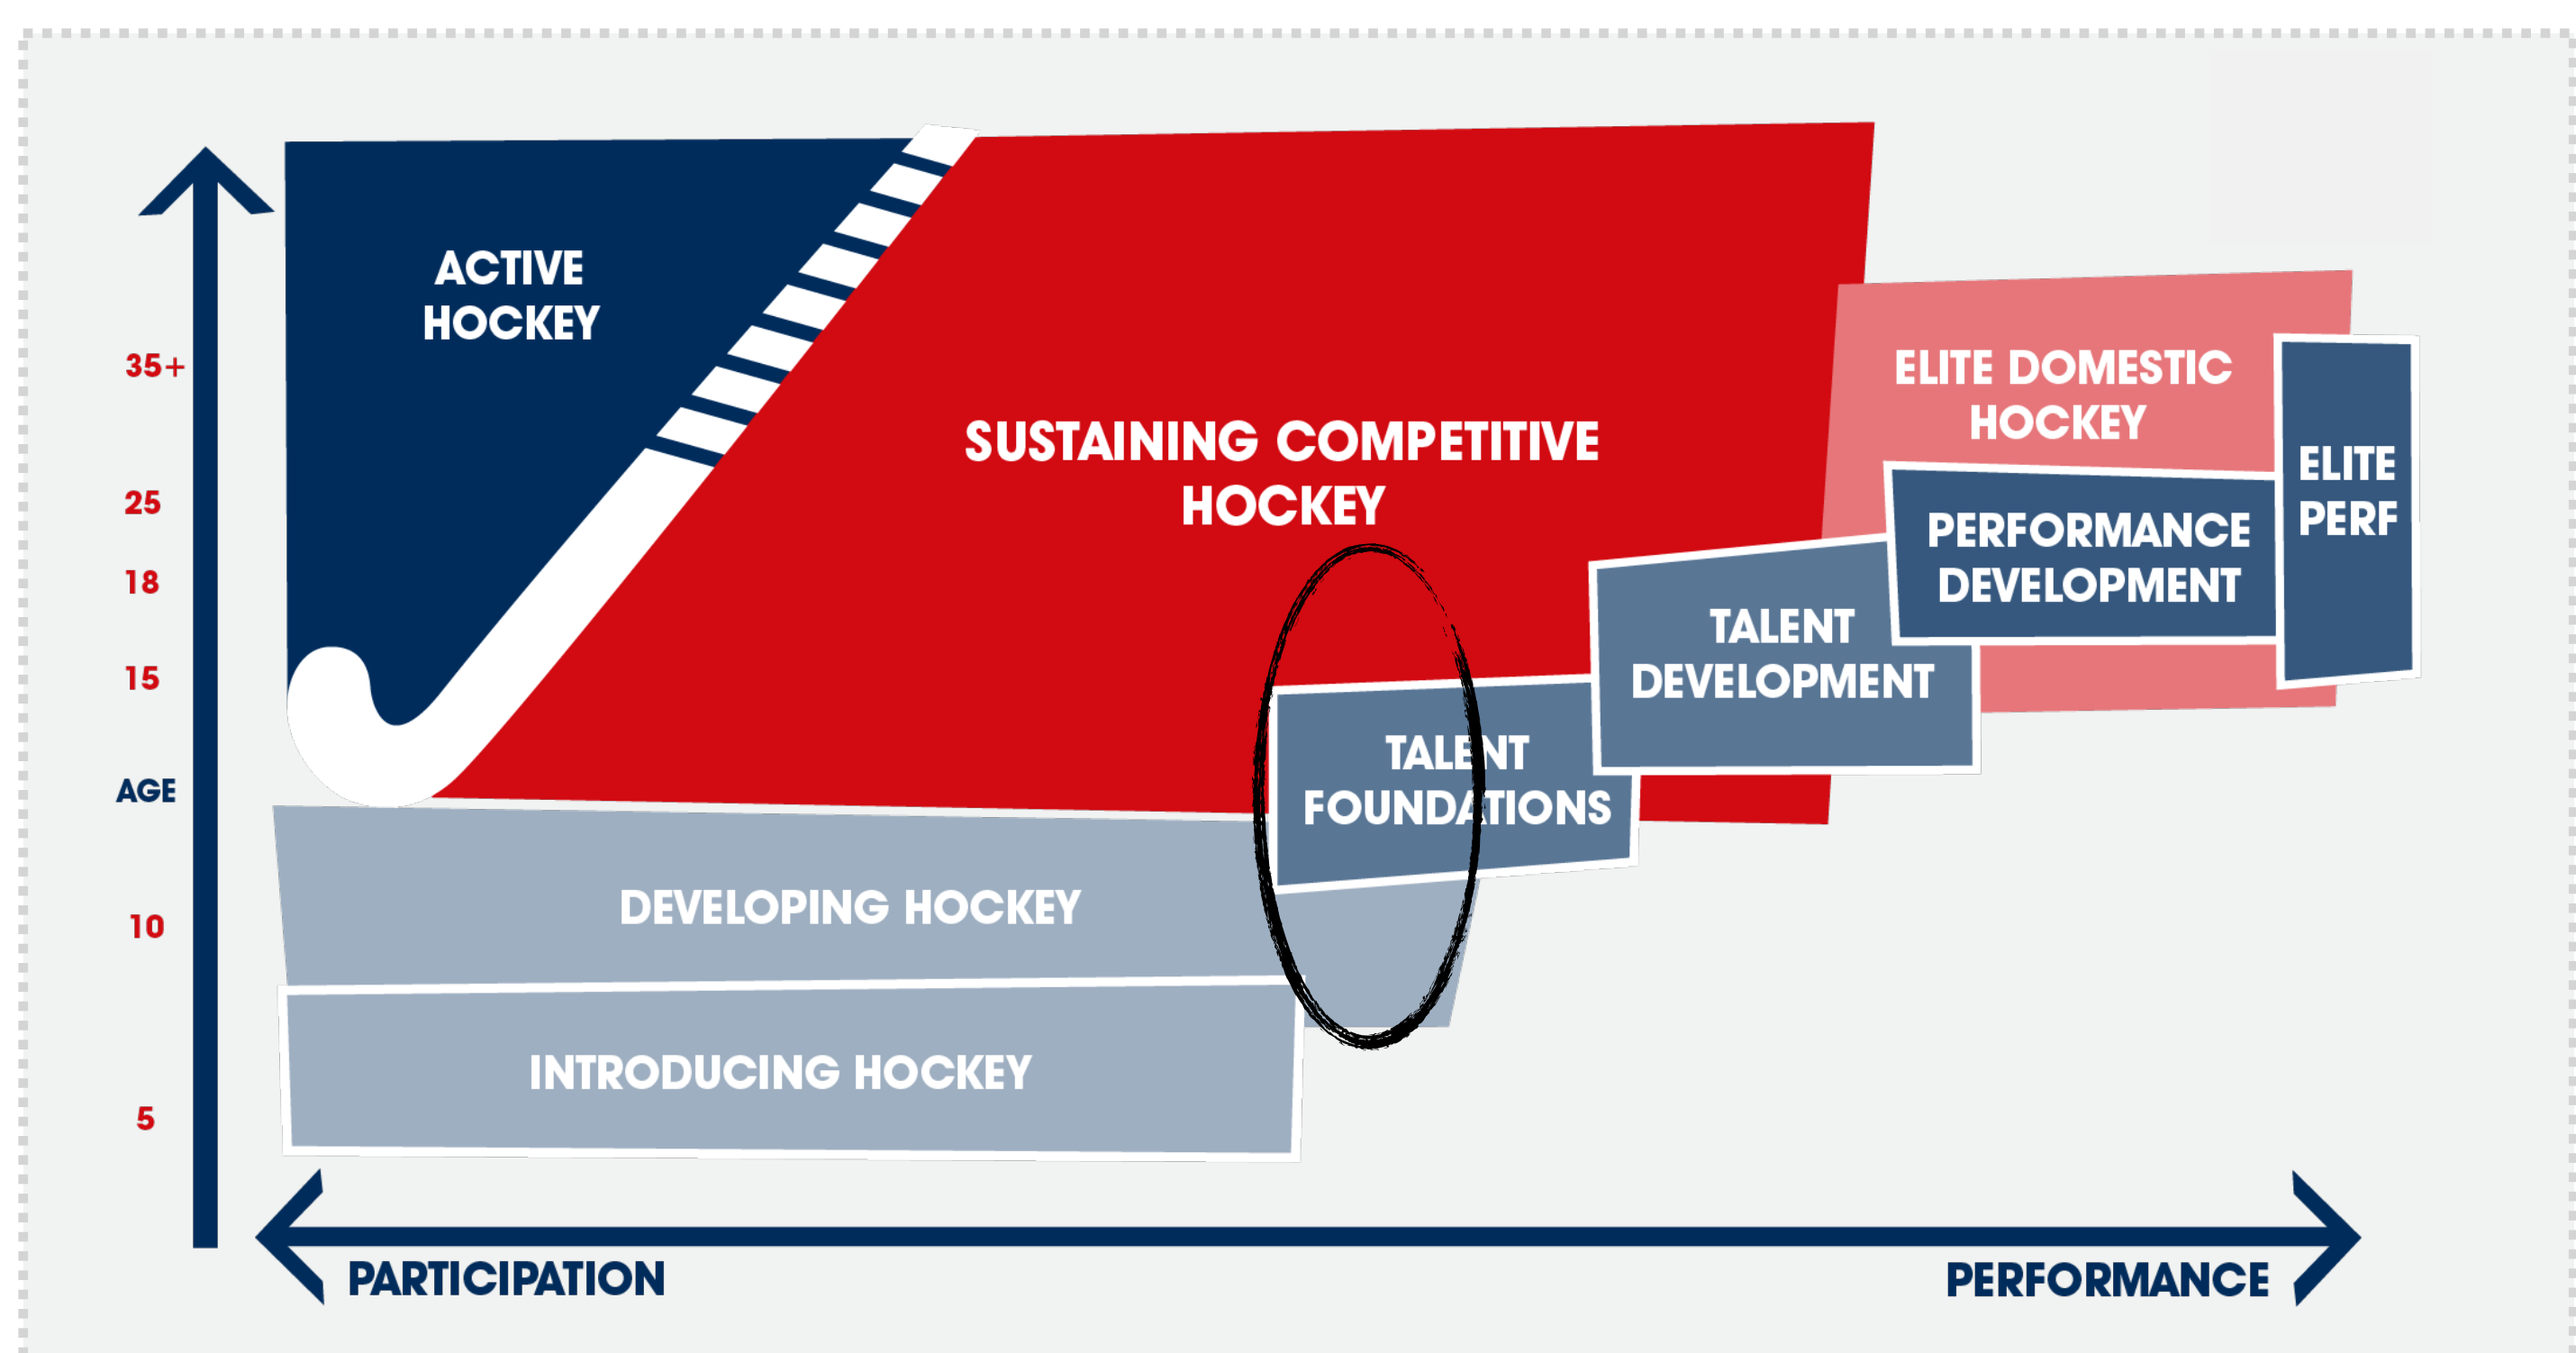 ACTIVE
HOCKEY
35+
ELITE DOMESTIC
HOCKEY
SUSTAINING COMPETITIVE
HOCKEY
ELITE
PERF
25
PERFORMANCE
DEVELOPMENT
18
TALENT
DEVELOPMENT
15
TALENT
FOUNDATIONS
AGE
DEVELOPING HOCKEY
10
INTRODUCING HOCKEY
5
PARTICIPATION
PERFORMANCE